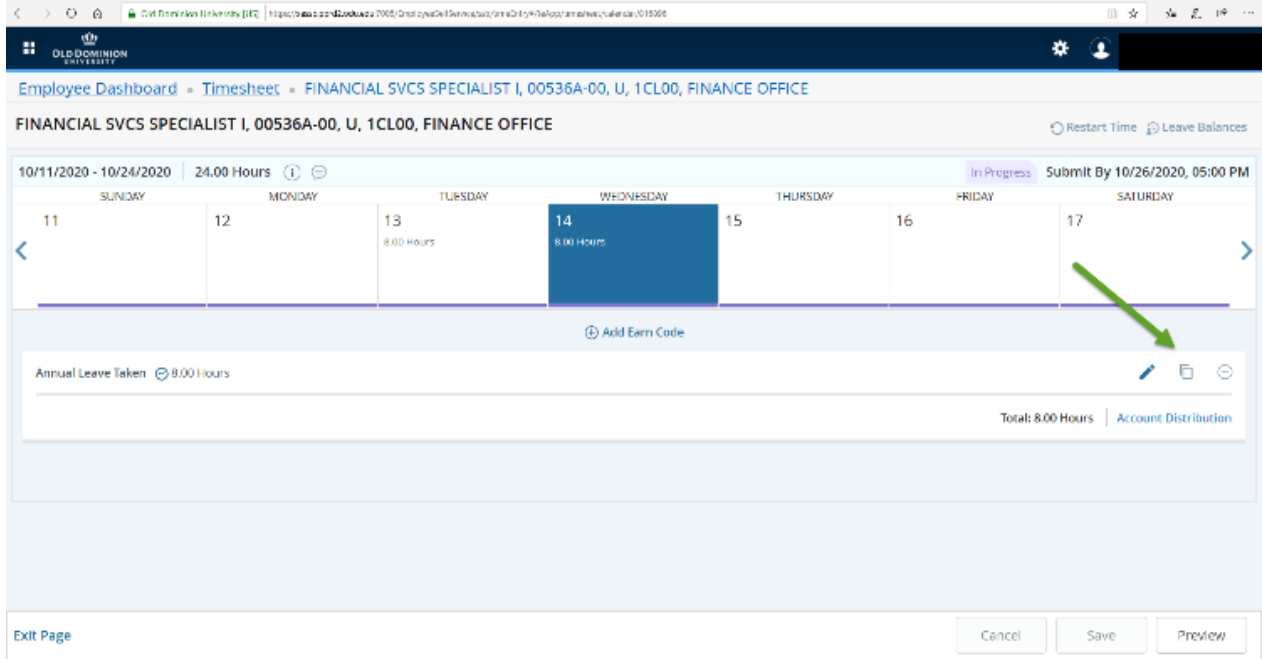 Old Dominion University [US]
OLD DOMINION
UNIVERSITY
Employee Dashboard • Timesheet • FINANCIAL SVCS SPECIALIST I, 00536A-00, U, 1CL00, FINANCE OFFICE
FINANCIAL SVCS SPECIALIST I, 00536A-00, U, 1CL00, FINANCE OFFICE
Restart Time Leave Balances
10/11/2020 - 10/24/2020 24.00 Hours In Progress Submit By 10/26/2020, 05:00 PM
SUNDAY MONDAY TUESDAY WEDNESDAY THURSDAY FRIDAY SATURDAY
11 12 13 14 15 16 17
8.00 Hours 8.00 Hours
Add Earn Code
Annual Leave Taken 8.00 Hours
Total: 8.00 Hours Account Distribution
Exit Page Cancel Save Preview